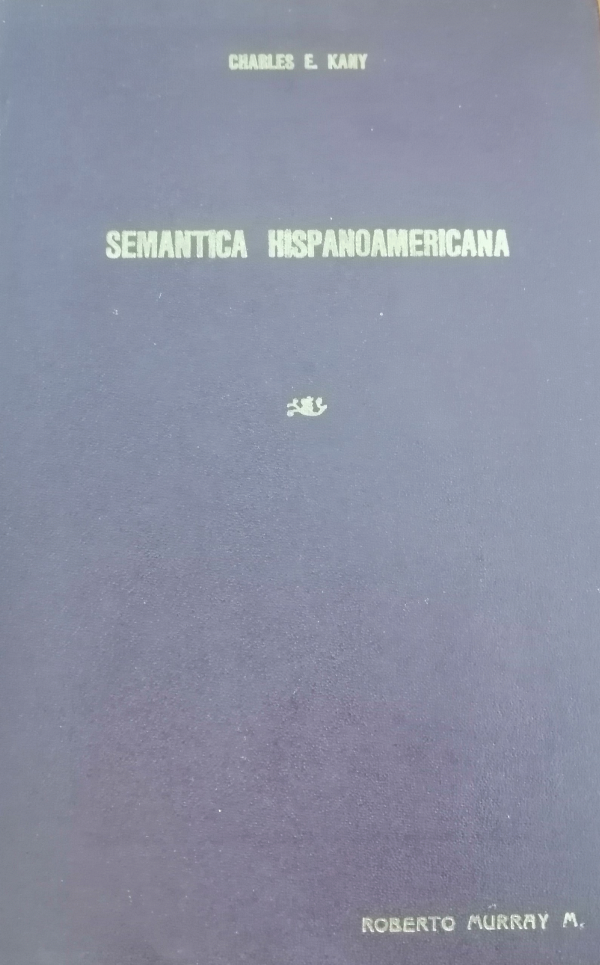 CHARLES E. KANY
SEMANTICA HISPANOAMERICANA
ROBERTO MURRAY M.